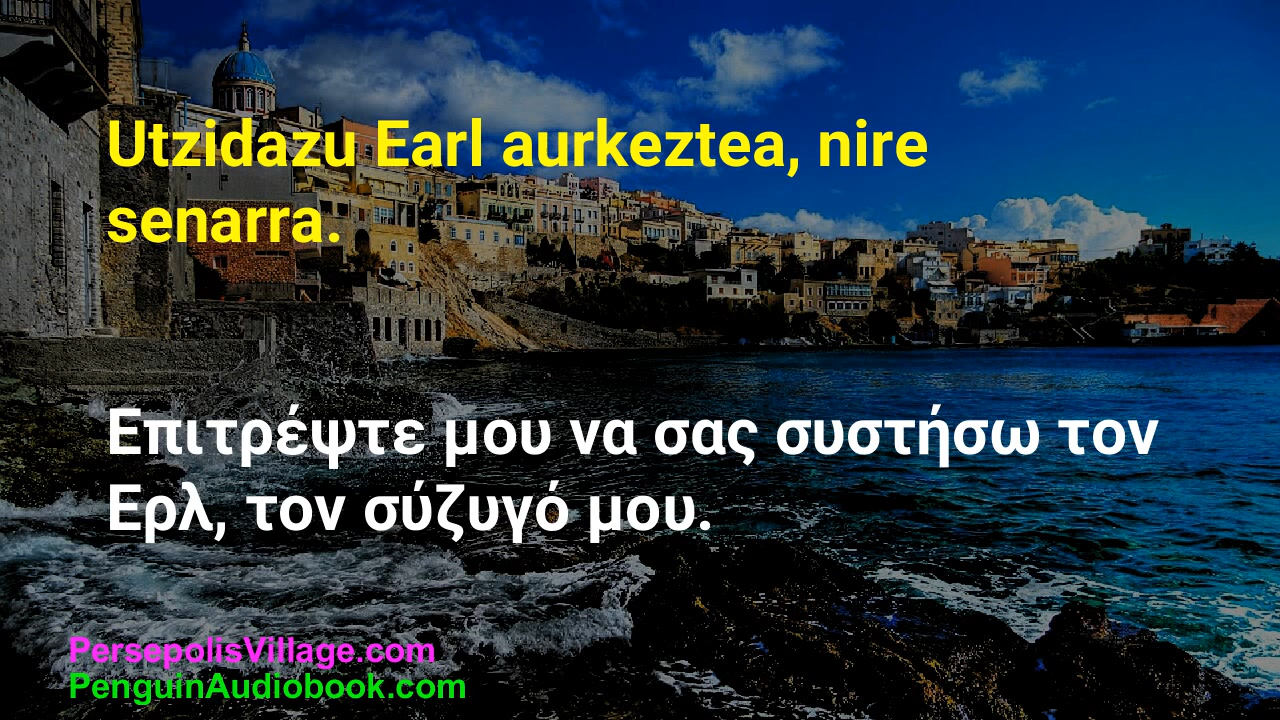 Utzidazu Earl aurkeztea, nire
senarra.
Επιτρέψτε μου να σας συστήσω τον
Ερλ, τον σύζυγό μου.
PersepolisVillage.com
PenguinAudiobook.com